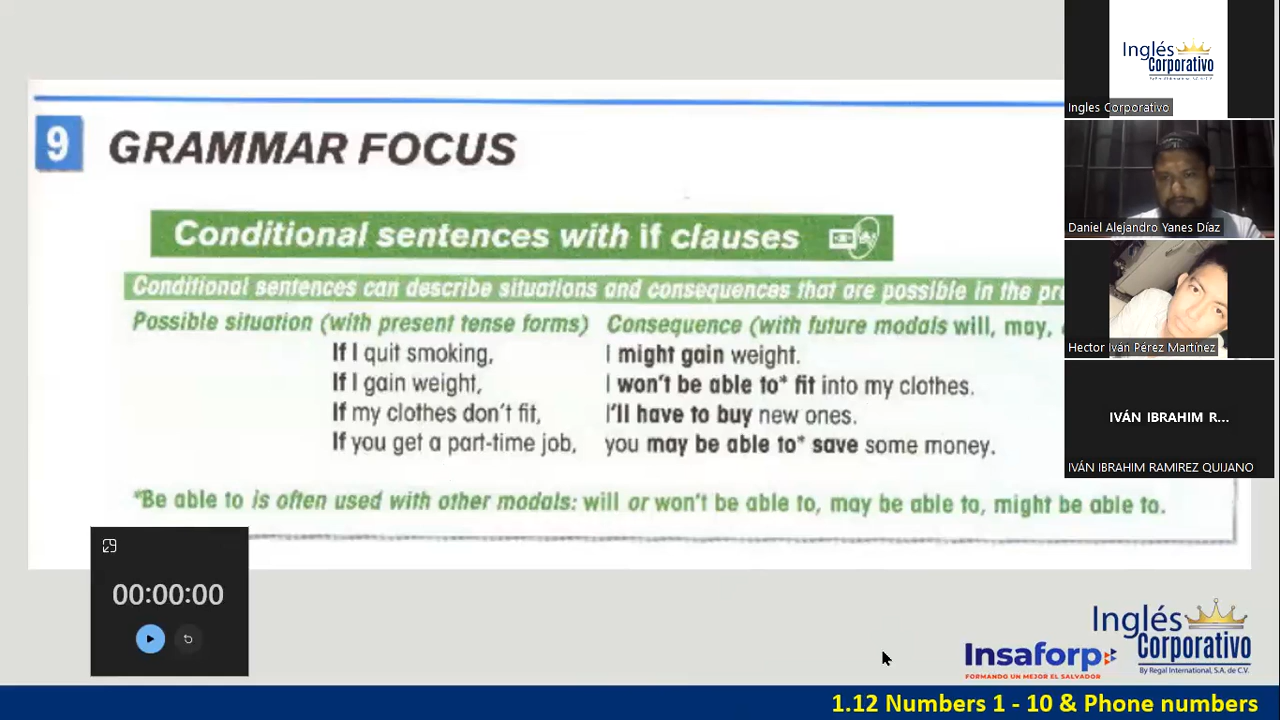 9 GRAMMAR FOCUS
Conditional sentences with if clauses
Conditional sentences can describe situations and consequences that are possible in the
Possible situation (with present tense forms) Consequence (with future modals will, may,
If I quit smoking, I might gain weight.
If I gain weight, I won't be able to* fit into my clothes.
If my clothes don't fit, I'll have to buy new ones.
If you get a part-time job, you may be able to* save some money.
*Be able to is often used with other modals: will or won't be able to, may be able to, might be able to.
00:00:00
Inglés
Corporativo
Ingles Corporativo
Daniel Alejandro Yanes Díaz
Hector Iván Pérez Martínez
IVÁN IBRAHIM R...
IVÁN IBRAHIM RAMIREZ QUIJANO
Insaforp
FORMANDO UN MEJOR EL SALVADOR
Inglés
Corporativo
By Regal International, S.A. de C.V.
1.12 Numbers 1 - 10 & Phone numbers